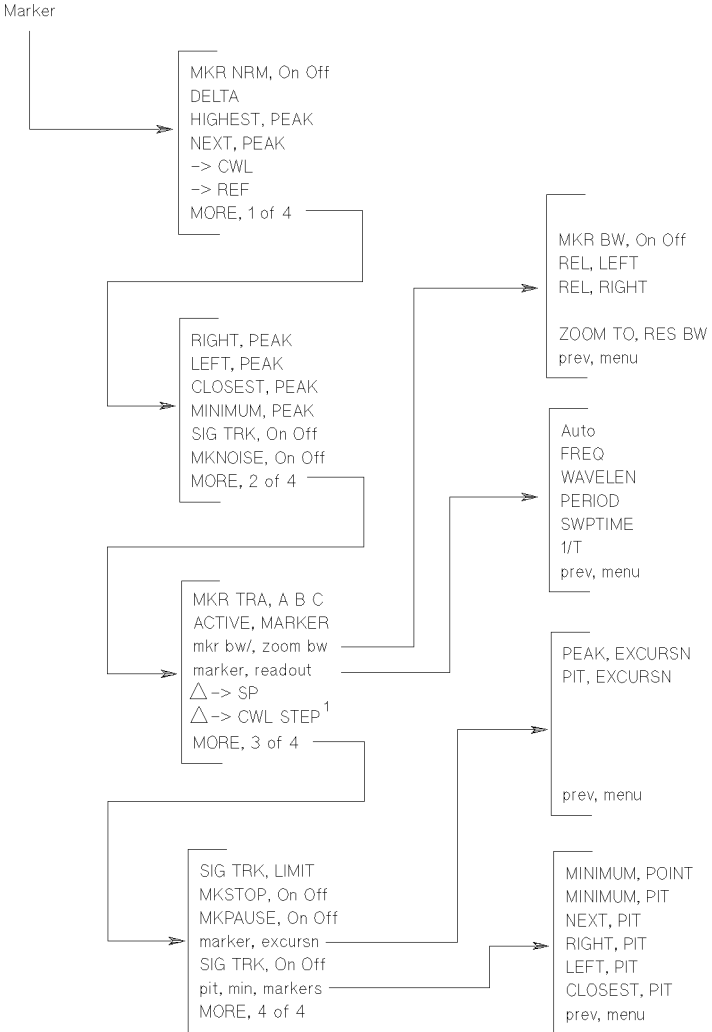 Marker
MKR NRM, On Off
DELTA
HIGHEST, PEAK
NEXT, PEAK
-> CWL
-> REF
MORE, 1 of 4
RIGHT, PEAK
LEFT, PEAK
CLOSEST, PEAK
MINIMUM, PEAK
SIG TRK, On Off
MKNOISE, On Off
MORE, 2 of 4
MKR TRA, A B C
ACTIVE, MARKER
mkr bw/, zoom bw
marker, readout
△ -> SP
△ -> CWL STEP¹
MORE, 3 of 4
SIG TRK, LIMIT
MKSTOP, On Off
MKPAUSE, On Off
marker, excursn
SIG TRK, On Off
pit, min, markers
MORE, 4 of 4
MKR BW, On Off
REL, LEFT
REL, RIGHT
ZOOM TO, RES BW
prev, menu
Auto
FREQ
WAVELEN
PERIOD
SWPTIME
1/T
prev, menu
PEAK, EXCURSN
PIT, EXCURSN
prev, menu
MINIMUM, POINT
MINIMUM, PIT
NEXT, PIT
RIGHT, PIT
LEFT, PIT
CLOSEST, PIT
prev, menu